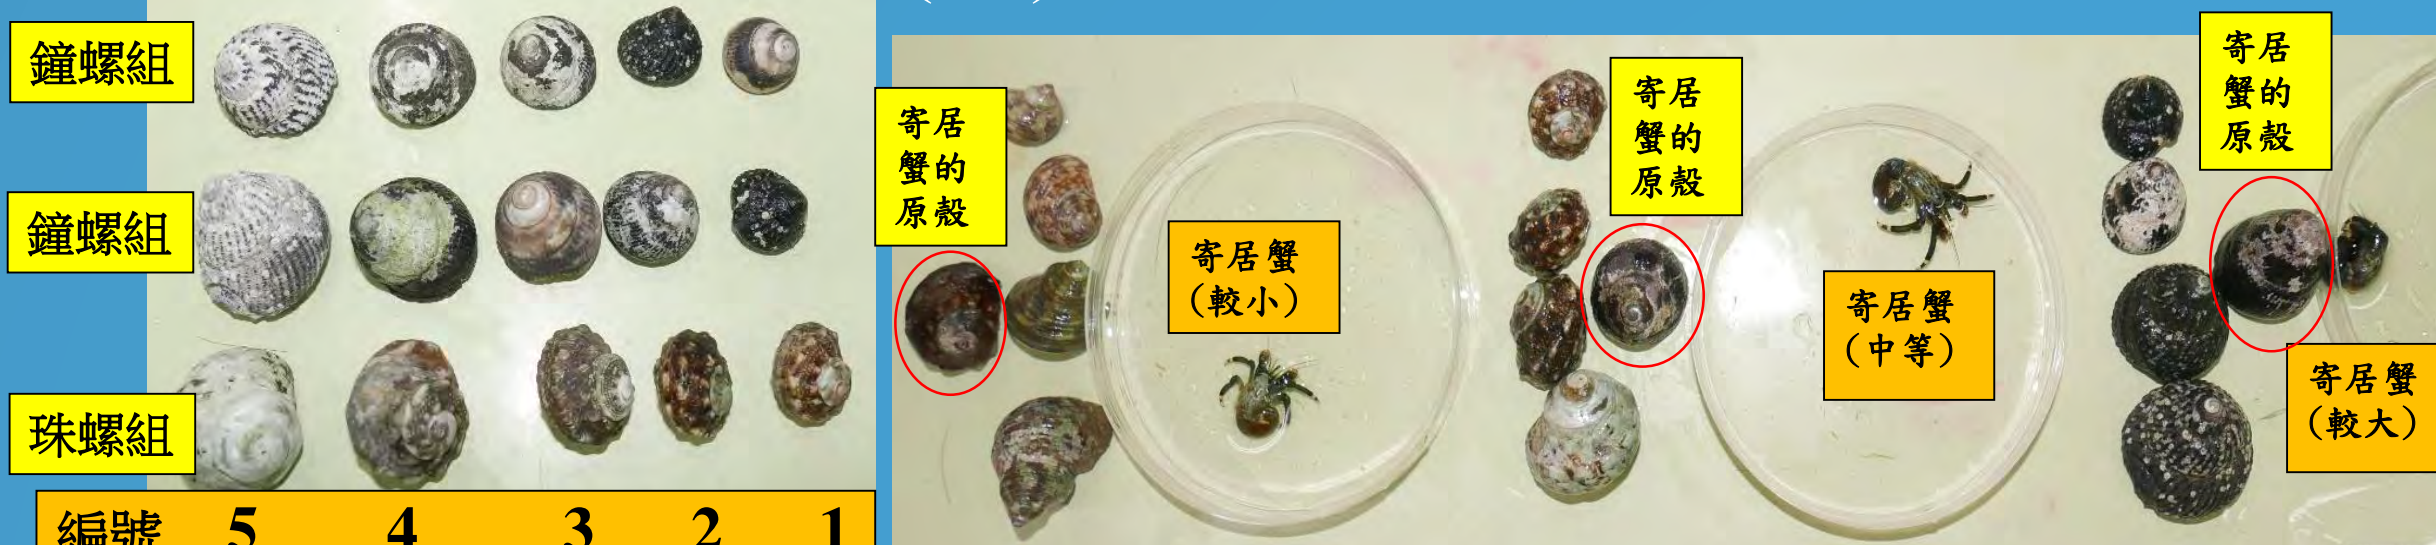 鐘螺組
鐘螺組
珠螺組
編號 5 4 3 2 1
寄居
蟹的
原殼
寄居蟹
（較小）
寄居
蟹的
原殼
寄居蟹
（中等）
寄居
蟹的
原殼
寄居蟹
（較大）